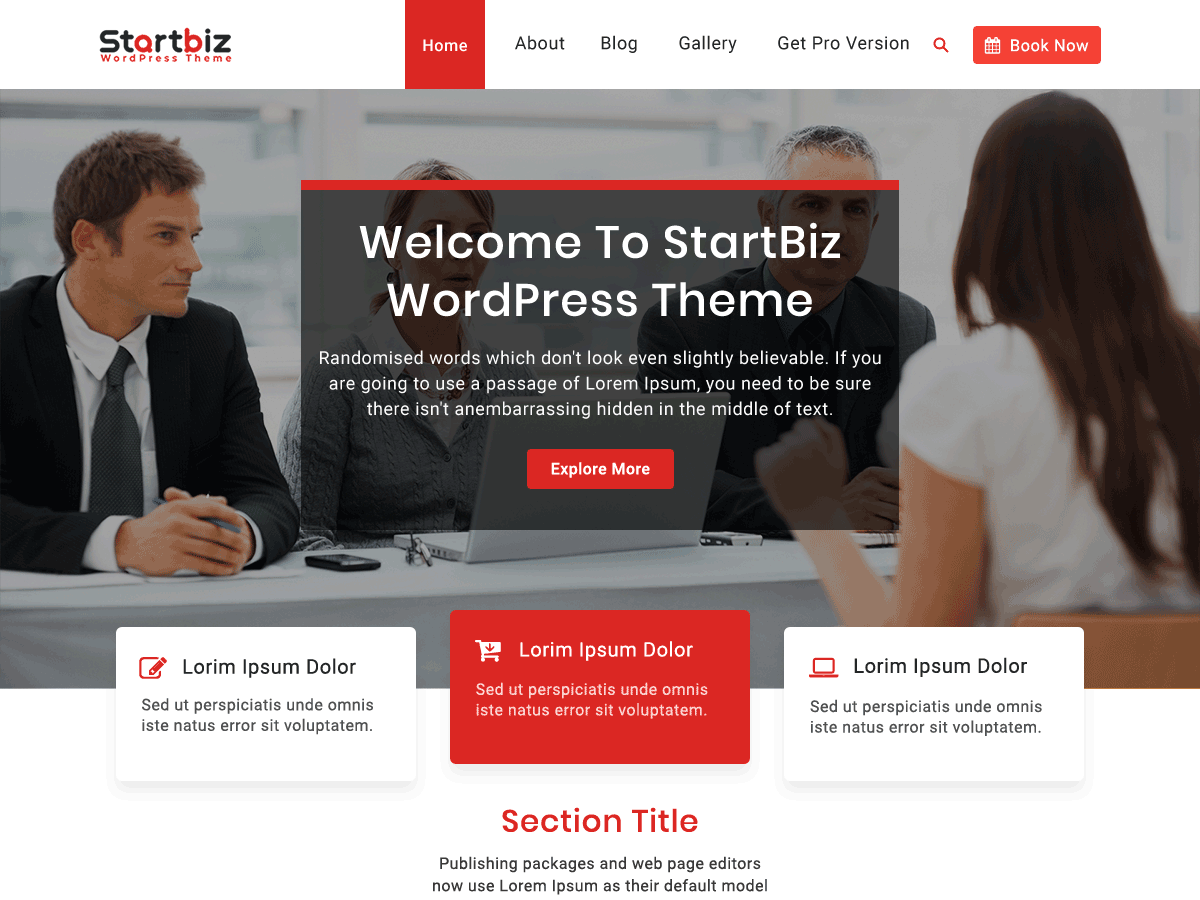 Startbiz
WordPress Theme
Home
About
Blog
Gallery
Get Pro Version
Book Now
Welcome To StartBiz
WordPress Theme
Randomised words which don't look even slightly believable. If you
are going to use a passage of Lorem Ipsum, you need to be sure
there isn't anembarrassing hidden in the middle of text.
Explore More
Lorim Ipsum Dolor
Sed ut perspiciatis unde omnis
iste natus error sit voluptatem.
Lorim Ipsum Dolor
Sed ut perspiciatis unde omnis
iste natus error sit voluptatem.
Lorim Ipsum Dolor
Sed ut perspiciatis unde omnis
iste natus error sit voluptatem.
Section Title
Publishing packages and web page editors
now use Lorem Ipsum as their default model